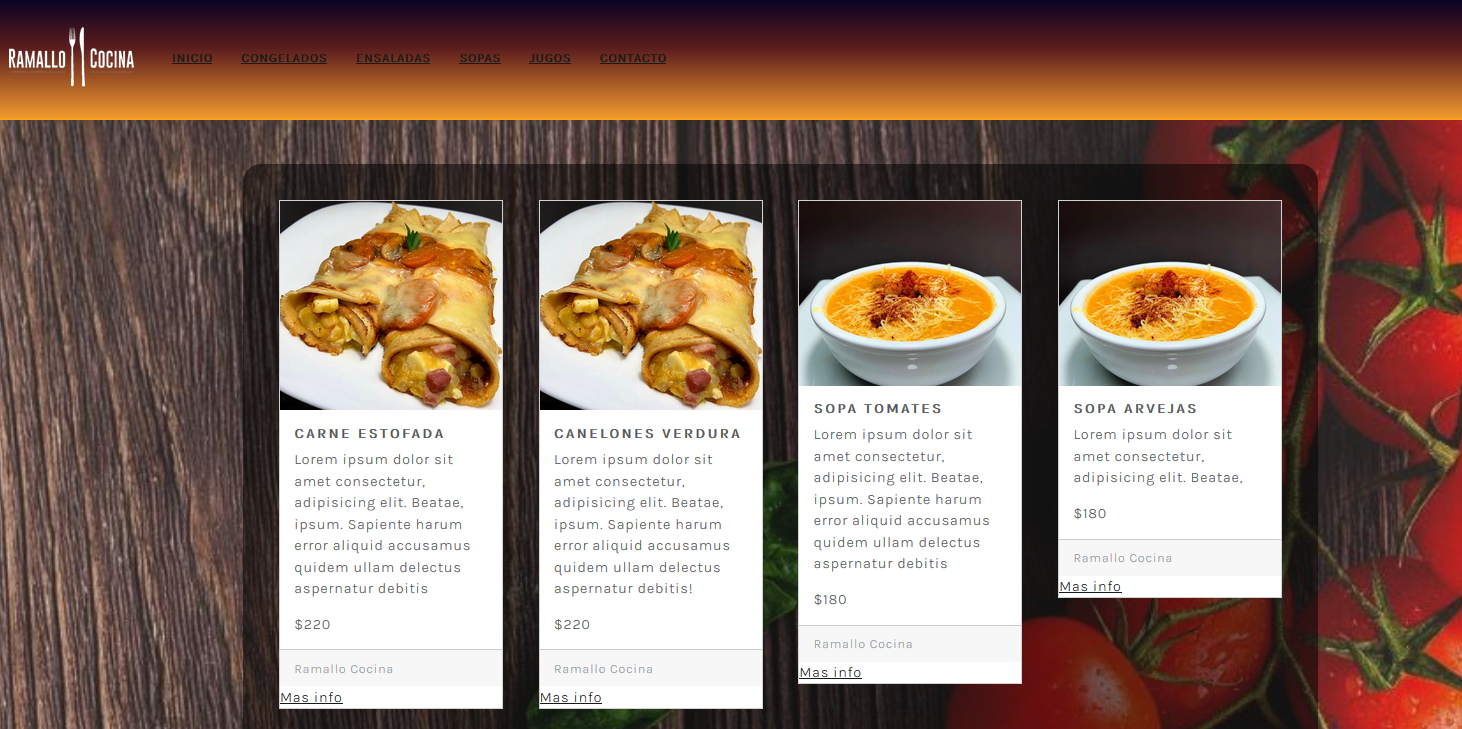 RAMALLO COCINA
INICIO CONGELADOS ENSALADAS SOPAS JUGOS CONTACTO
CARNE ESTOFADA
Lorem ipsum dolor sit
amet consectetur,
adipisicing elit. Beatae,
ipsum. Sapiente harum
error aliquid accusamus
quidem ullam delectus
aspernatur debitis
$220
Ramallo Cocina
Mas info
CANELONES VERDURA
Lorem ipsum dolor sit
amet consectetur,
adipisicing elit. Beatae,
ipsum. Sapiente harum
error aliquid accusamus
quidem ullam delectus
aspernatur debitis!
$220
Ramallo Cocina
Mas info
SOPA TOMATES
Lorem ipsum dolor sit
amet consectetur,
adipisicing elit. Beatae,
ipsum. Sapiente harum
error aliquid accusamus
quidem ullam delectus
aspernatur debitis
$180
Ramallo Cocina
Mas info
SOPA ARVEJAS
Lorem ipsum dolor sit
amet consectetur,
adipisicing elit. Beatae,
$180
Ramallo Cocina
Mas info